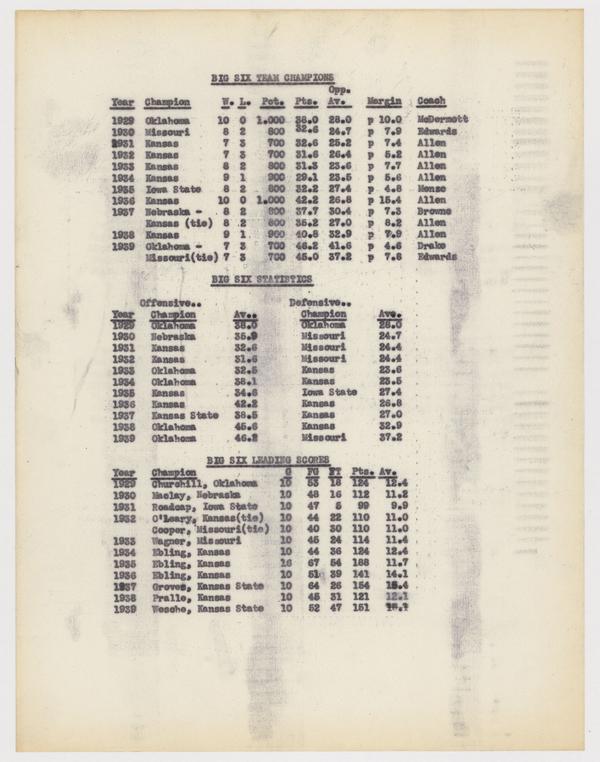 BIG SIX TEAM CHAMPIONS
Opp.
Year Champion W. L. Pct. Pts. Av. Margin Coach
1929 Oklahoma 10 0 1.000 38.0 28.0 p 10.0 McDermott
1930 Missouri 8 2 800 32.6 24.7 p 7.9 Edwards
1931 Kansas 7 3 700 32.6 25.2 p 7.4 Allen
1932 Kansas 7 3 700 31.6 26.4 p 5.2 Allen
1933 Kansas 8 2 800 31.3 23.6 p 7.7 Allen
1934 Kansas 9 1 900 29.1 23.5 p 5.6 Allen
1935 Iowa State 8 2 800 32.2 27.4 p 4.8 Menze
1936 Kansas 10 0 1.000 42.2 26.8 p 15.4 Allen
1937 Nebraska - 8 2 800 37.7 30.4 p 7.3 Browne
Kansas (tie) 8 2 800 35.2 27.0 p 8.2 Allen
1938 Kansas 9 1 900 40.8 32.9 p 7.9 Allen
1939 Oklahoma - 7 3 700 46.2 41.6 p 4.6 Drake
Missouri(tie) 7 3 700 45.0 37.2 p 7.8 Edwards
BIG SIX STATISTICS
Offensive.. Defensive..
Year Champion Av.. Champion Ave.
1929 Oklahoma 38.0 Oklahoma 28.0
1930 Nebraska 35.9 Missouri 24.7
1931 Kansas 32.6 Missouri 24.4
1932 Kansas 31.6 Missouri 24.4
1933 Oklahoma 32.5 Kansas 23.6
1934 Oklahoma 38.1 Kansas 23.5
1935 Kansas 34.6 Iowa State 27.4
1936 Kansas 42.2 Kansas 26.8
1937 Kansas State 38.5 Kansas 27.0
1938 Oklahoma 45.6 Kansas 32.9
1939 Oklahoma 46.2 Missouri 37.2
BIG SIX LEADING SCORES
Year Champion G FG FT Pts. Av.
1929 Churchill, Oklahoma 10 53 18 124 12.4
1930 Maclay, Nebraska 10 48 16 112 11.2
1931 Roadcap, Iowa State 10 47 5 99 9.9
1932 O'Leary, Kansas(tie) 10 44 22 110 11.0
Cooper, Missouri(tie) 10 40 30 110 11.0
1933 Wagner, Missouri 10 45 24 114 11.4
1934 Ebling, Kansas 10 44 36 124 12.4
1935 Ebling, Kansas 16 67 54 188 11.7
1936 Ebling, Kansas 10 51 39 141 14.1
1937 Groves, Kansas State 10 64 26 154 15.4
1938 Pralle, Kansas 10 45 31 121 12.1
1939 Wesche, Kansas State 10 52 47 151 15.1